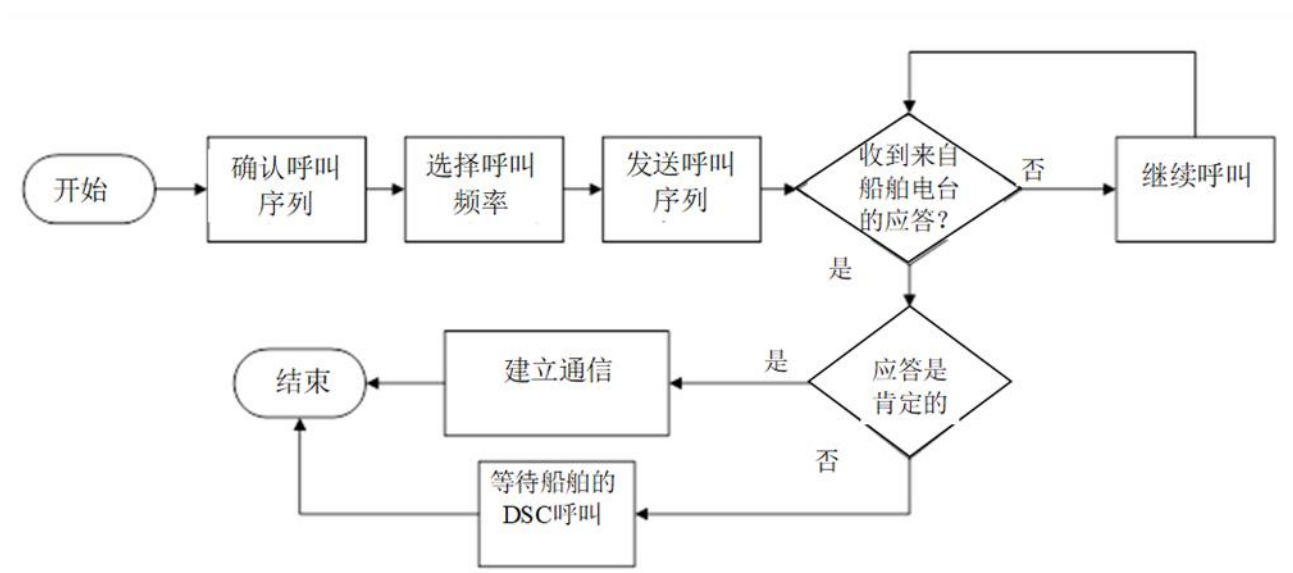 开始
确认呼叫
序列
选择呼叫
频率
发送呼叫
序列
收到来自
船舶电台
的应答?
否
继续呼叫
是
应答是
肯定的
是
建立通信
结束
否
等待船舶的
DSC呼叫